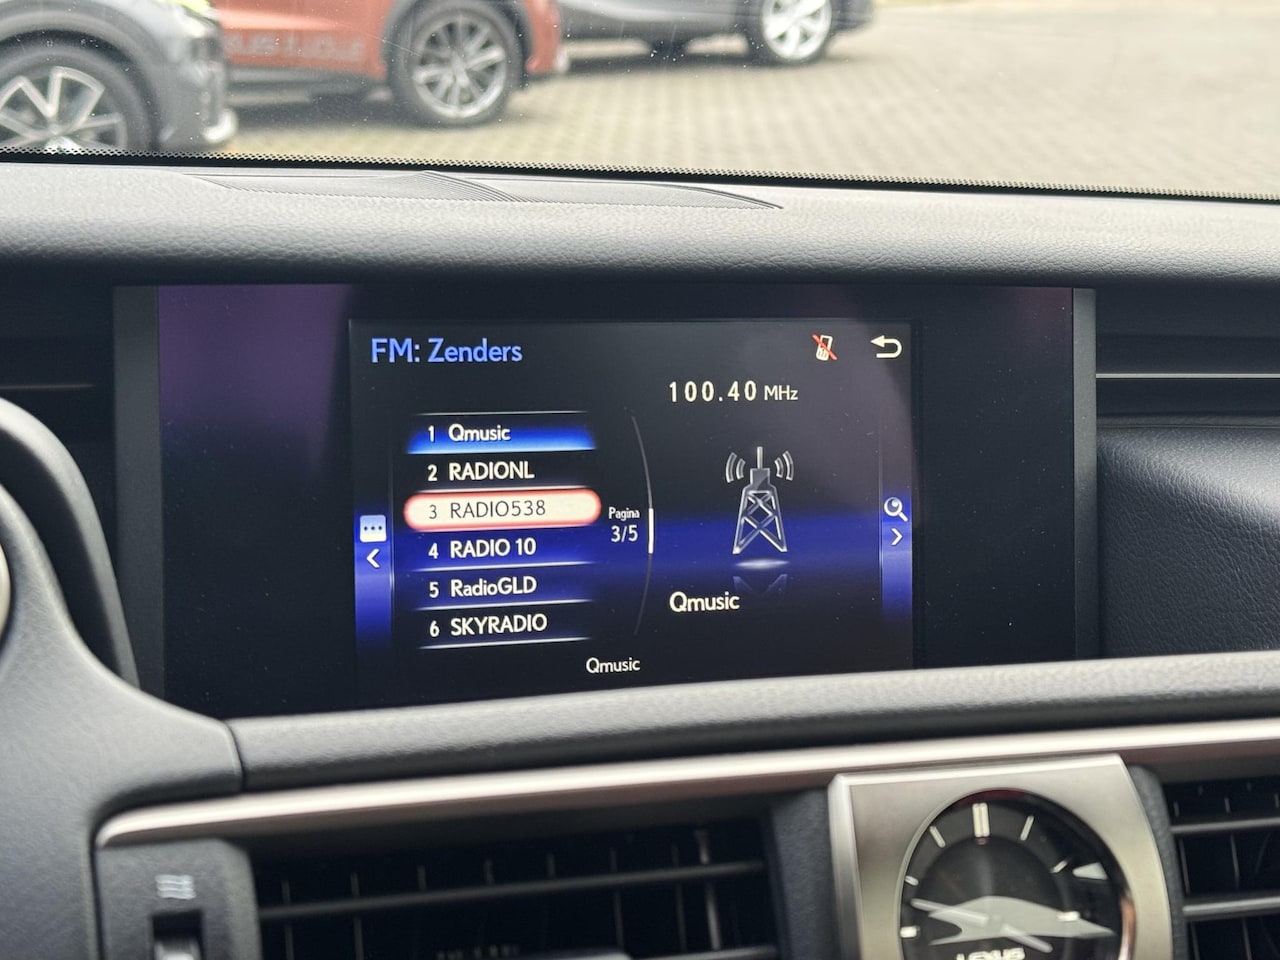 FM: Zenders
100.40 MHz
1 Qmusic
2 RADIONL
3 RADIO538
4 RADIO 10
5 RadioGLD
6 SKYRADIO
Pagina
3/5
Qmusic
Qmusic
LEXUS